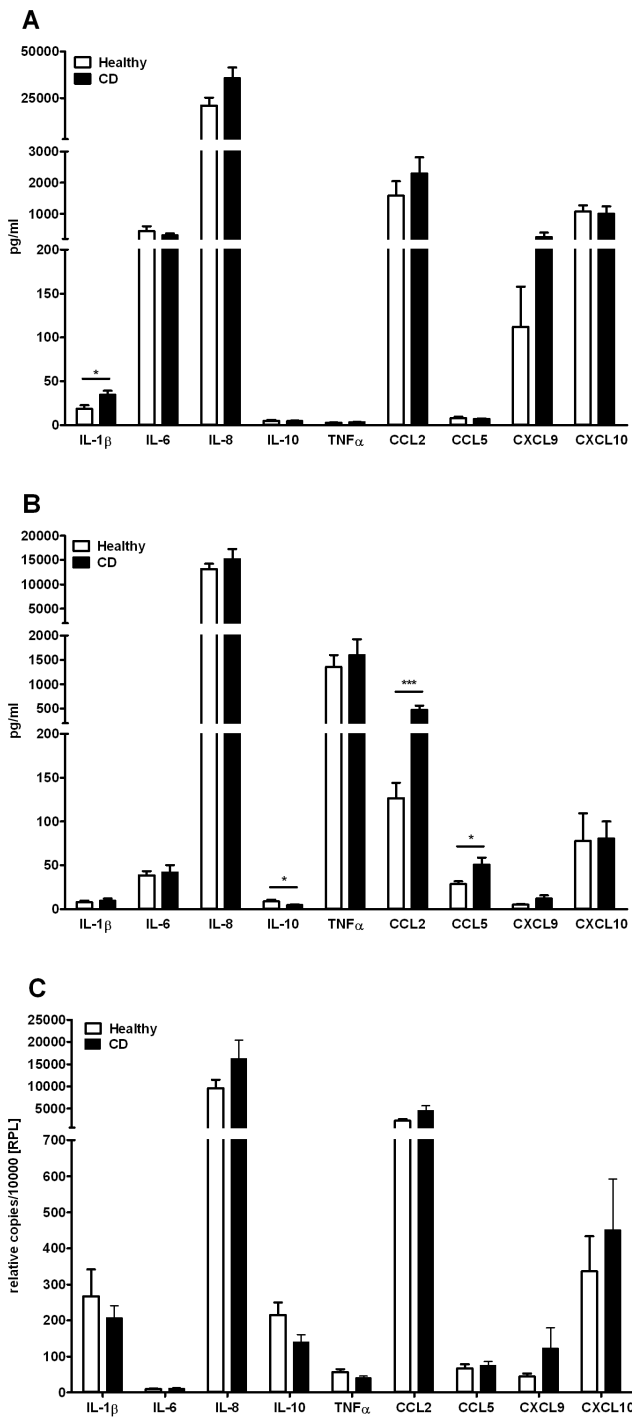 A
50000
25000
3000
2000
1000
200
150
100
50
0
pg/ml
Healthy
CD
*
IL-1β IL-6 IL-8 IL-10 TNFα CCL2 CCL5 CXCL9 CXCL10
B
20000
15000
10000
5000
2000
1500
1000
500
200
150
100
50
0
pg/ml
Healthy
CD
***
*
*
IL-1β IL-6 IL-8 IL-10 TNFα CCL2 CCL5 CXCL9 CXCL10
C
25000
20000
15000
10000
5000
700
600
500
400
300
200
100
0
relative copies/10000 [RPL]
Healthy
CD
IL-1β IL-6 IL-8 IL-10 TNFα CCL2 CCL5 CXCL9 CXCL10